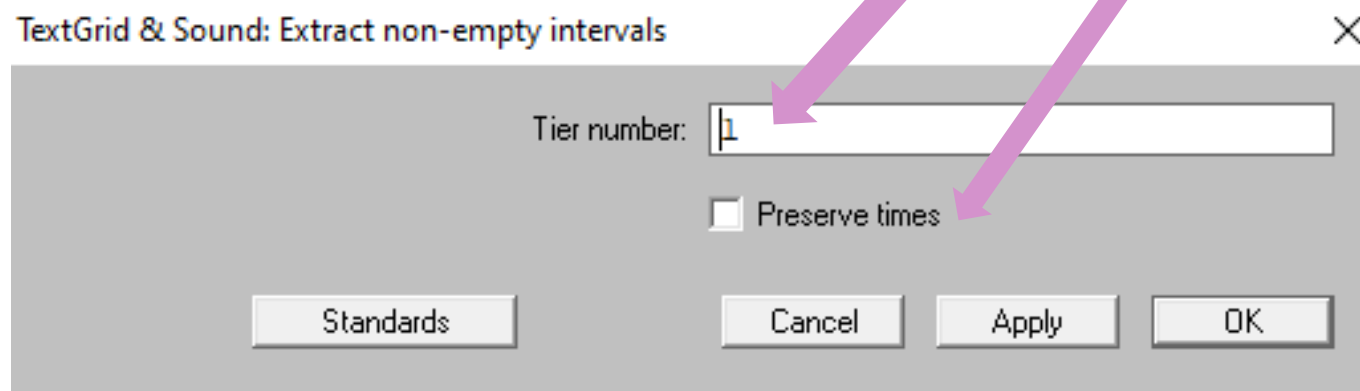 TextGrid & Sound: Extract non-empty intervals
Tier number: 1
Preserve times
Standards Cancel Apply OK